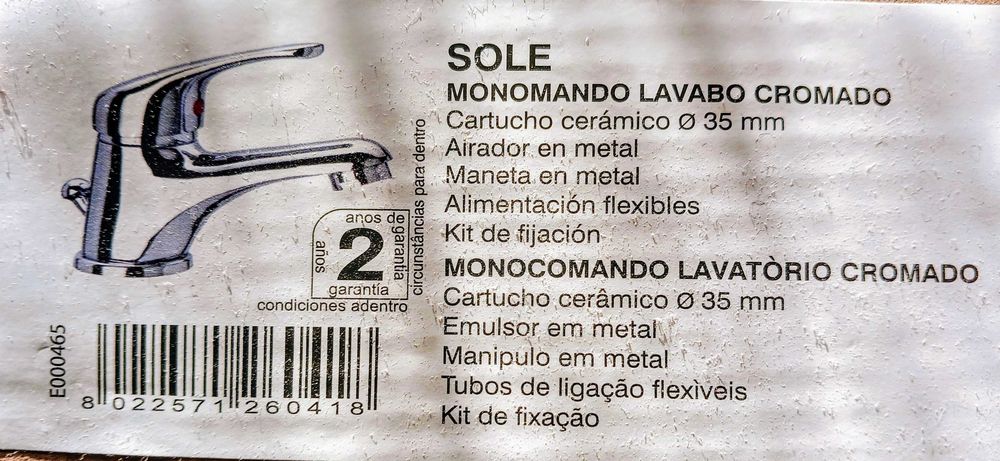 SOLE
MONOMANDO LAVABO CROMADO
Cartucho cerámico Ø 35 mm
Airador en metal
Maneta en metal
Alimentación flexibles
Kit de fijación
MONOCOMANDO LAVATÒRIO CROMADO
Cartucho cerâmico Ø 35 mm
Emulsor em metal
Manipulo em metal
Tubos de ligação flexìveis
Kit de fixação
anos de
garantia
circunstâncias para dentro
años
2
garantía
condiciones adentro
E000465
8 022571 260418